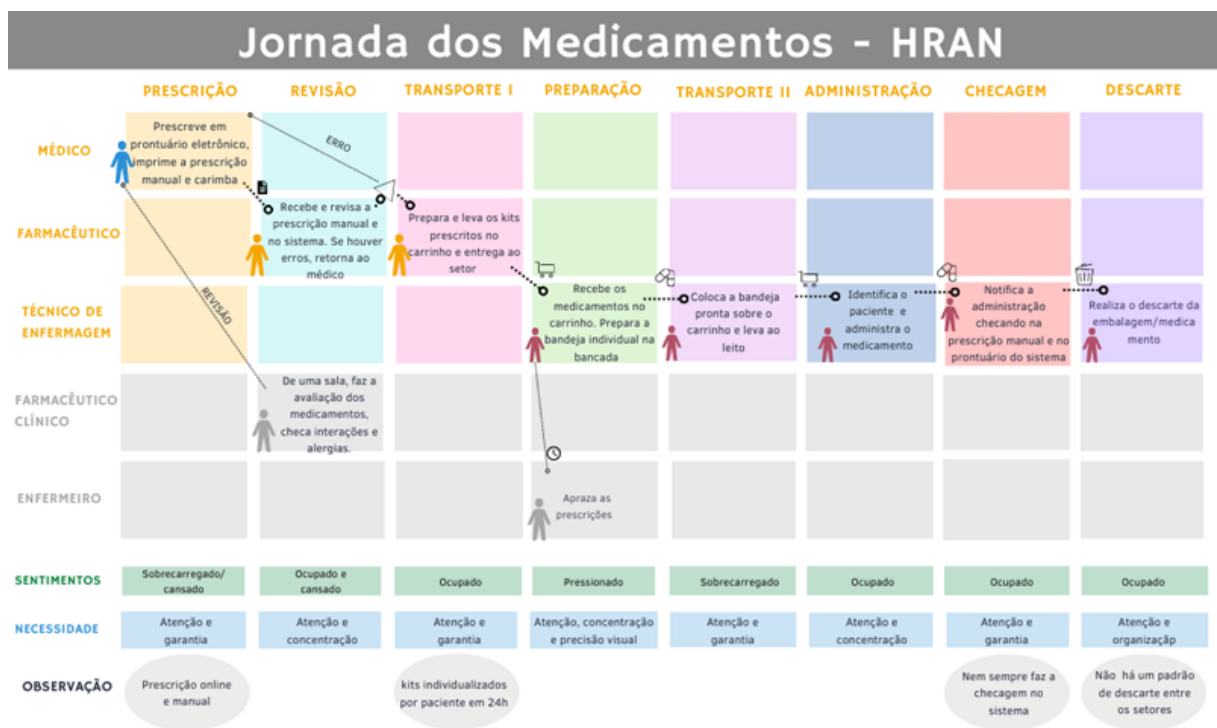 Jornada dos Medicamentos - HRAN
PRESCRIÇÃO
REVISÃO
TRANSPORTE I
PREPARAÇÃO
TRANSPORTE II
ADMINISTRAÇÃO
CHECAGEM
DESCARTE
MÉDICO
Prescreve em
prontuário eletrônico,
imprime a prescrição
manual e carimba
ERRO
FARMACÊUTICO
Recebe e revisa a
prescrição manual e
no sistema. Se houver
erros, retorna ao
médico
Prepara e leva os kits
prescritos no
carrinho e entrega ao
setor
REVISÃO
TÉCNICO DE
ENFERMAGEM
Recebe os
medicamentos no
carrinho. Prepara a
bandeja individual na
bancada
Coloca a bandeja
pronta sobre o
carrinho e leva ao
leito
Identifica o
paciente e
administra o
medicamento
Notifica a
administração
checando na
prescrição manual e no
prontuário do sistema
Realiza o descarte da
embalagem/medica
mento
FARMACÊUTICO
CLÍNICO
De uma sala, faz a
avaliação dos
medicamentos,
checa interações e
alergias.
ENFERMEIRO
Apraza as
prescrições
SENTIMENTOS
Sobrecarregado/
cansado
Ocupado e
cansado
Ocupado
Pressionado
Sobrecarregado
Ocupado
Ocupado
Ocupado
NECESSIDADE
Atenção e
garantia
Atenção e
concentração
Atenção e
garantia
Atenção, concentração
e precisão visual
Atenção e
garantia
Atenção e
concentração
Atenção e
garantia
Atenção e
organizaçãp
OBSERVAÇÃO
Prescrição online
e manual
kits individualizados
por paciente em 24h
Nem sempre faz a
checagem no
sistema
Não há um padrão
de descarte entre
os setores